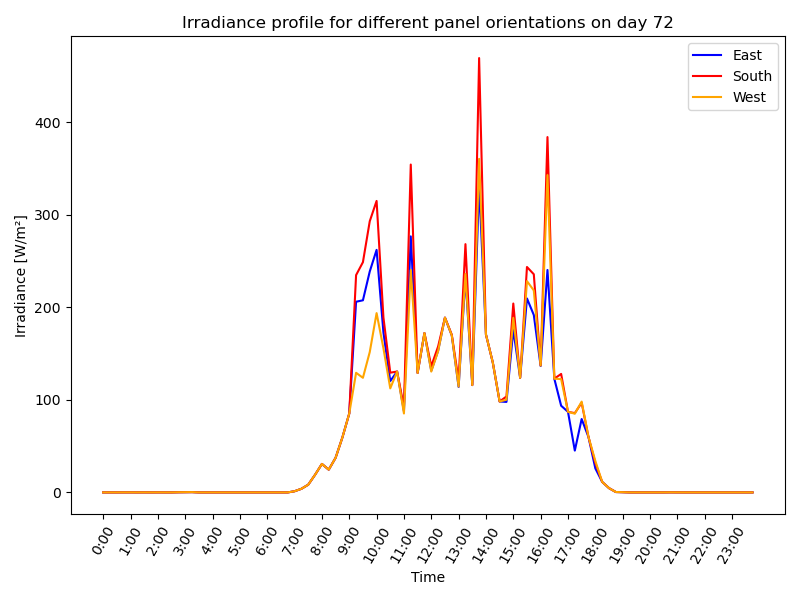 Irradiance profile for different panel orientations on day 72
East
South
West
Irradiance [W/m²]
400
300
200
100
0
0:00 1:00 2:00 3:00 4:00 5:00 6:00 7:00 8:00 9:00 10:00 11:00 12:00 13:00 14:00 15:00 16:00 17:00 18:00 19:00 20:00 21:00 22:00 23:00
Time